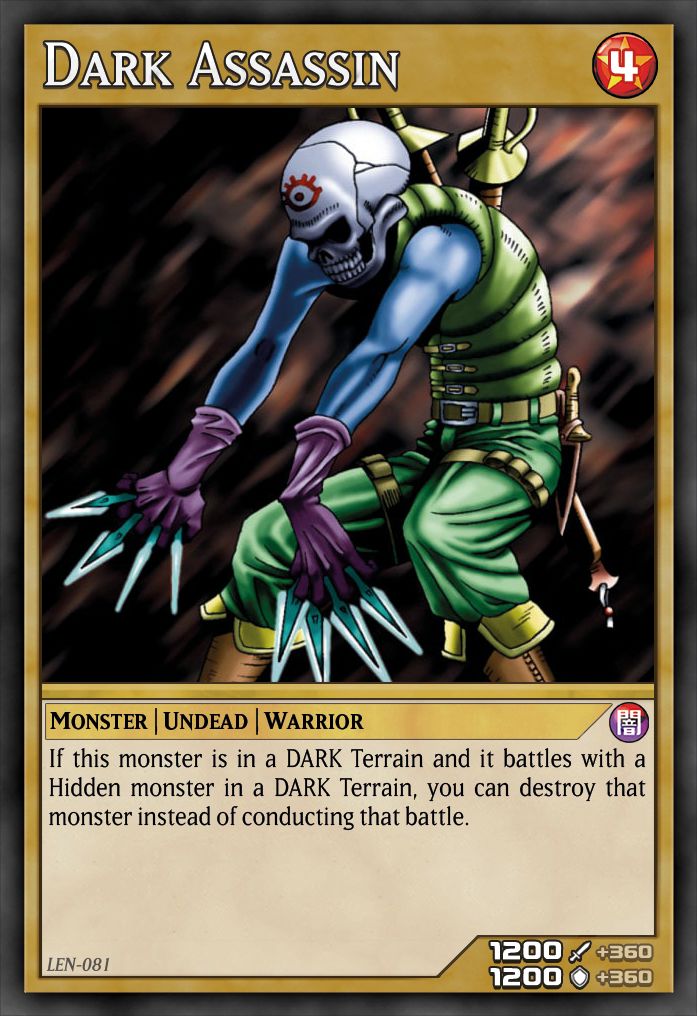 Dark Assassin
4
Monster | Undead | Warrior
闇
If this monster is in a DARK Terrain and it battles with a
Hidden monster in a DARK Terrain, you can destroy that
monster instead of conducting that battle.
1200 +360
LEN-081
1200 +360